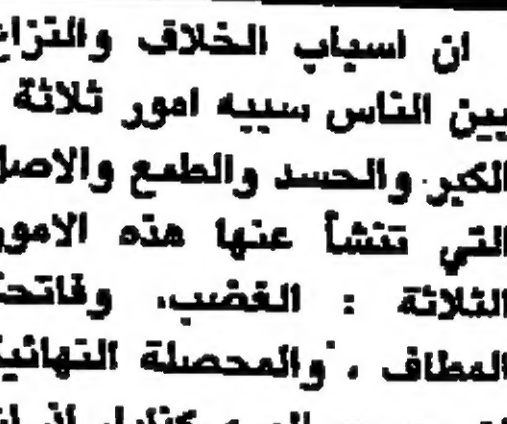 ان اسباب الخلاف والنزاع
بين الناس سببه امور ثلاثة
الكبر والحسد والطمع والاصل
التي تنشأ عنها هذه الامور
الثلاثة : الغضب، وفاتحة
المطاف ، والمحصلة النهائية